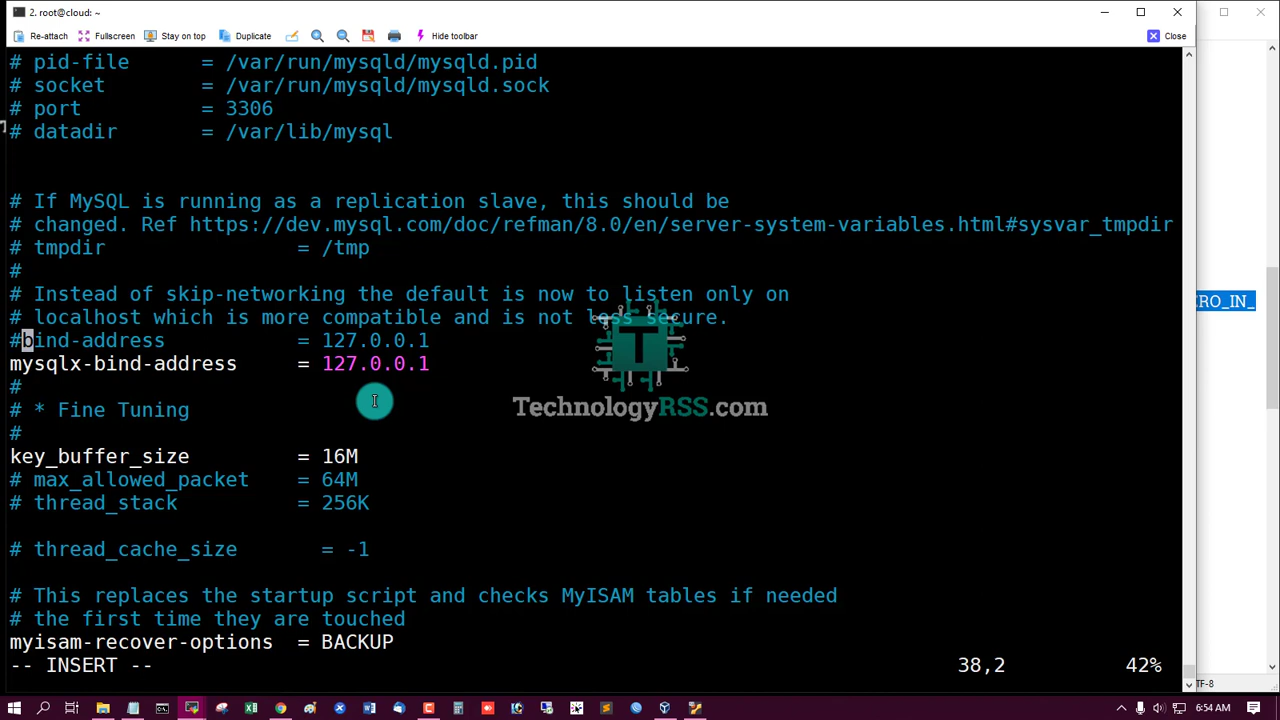 2. root@cloud: ~
Re-attach Fullscreen Stay on top Duplicate Hide toolbar Close
# pid-file = /var/run/mysqld/mysqld.pid
# socket = /var/run/mysqld/mysqld.sock
# port = 3306
# datadir = /var/lib/mysql
# If MySQL is running as a replication slave, this should be
# changed. Ref https://dev.mysql.com/doc/refman/8.0/en/server-system-variables.html#sysvar_tmpdir
# tmpdir = /tmp
#
# Instead of skip-networking the default is now to listen only on
# localhost which is more compatible and is not less secure.
#bind-address = 127.0.0.1
mysqlx-bind-address = 127.0.0.1
#
# * Fine Tuning
#
key_buffer_size = 16M
# max_allowed_packet = 64M
# thread_stack = 256K
# thread_cache_size = -1
# This replaces the startup script and checks MyISAM tables if needed
# the first time they are touched
myisam-recover-options = BACKUP
-- INSERT -- 38,2 42%
T
TechnologyRSS.com
ERO_IN_
TF-8
6:54 AM